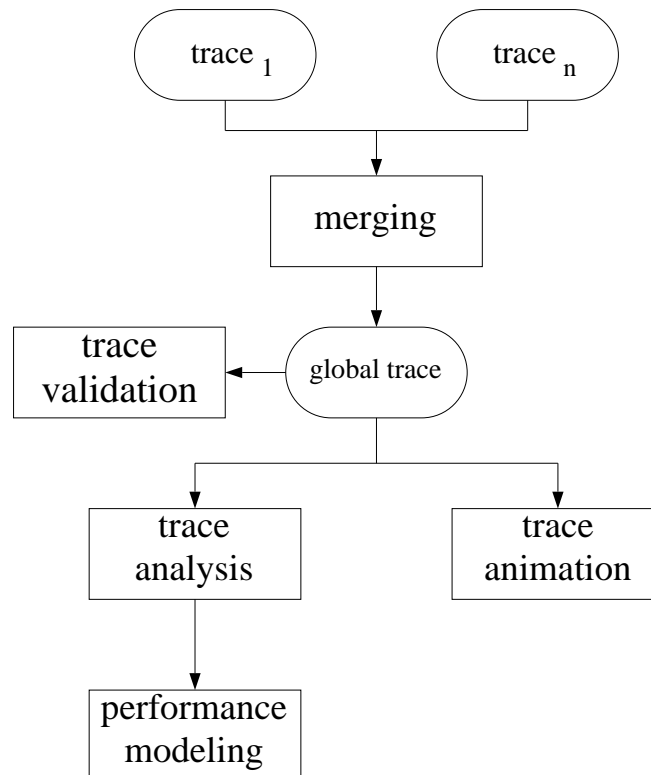 trace 1
trace n
merging
trace
validation
global trace
trace
analysis
trace
animation
performance
modeling